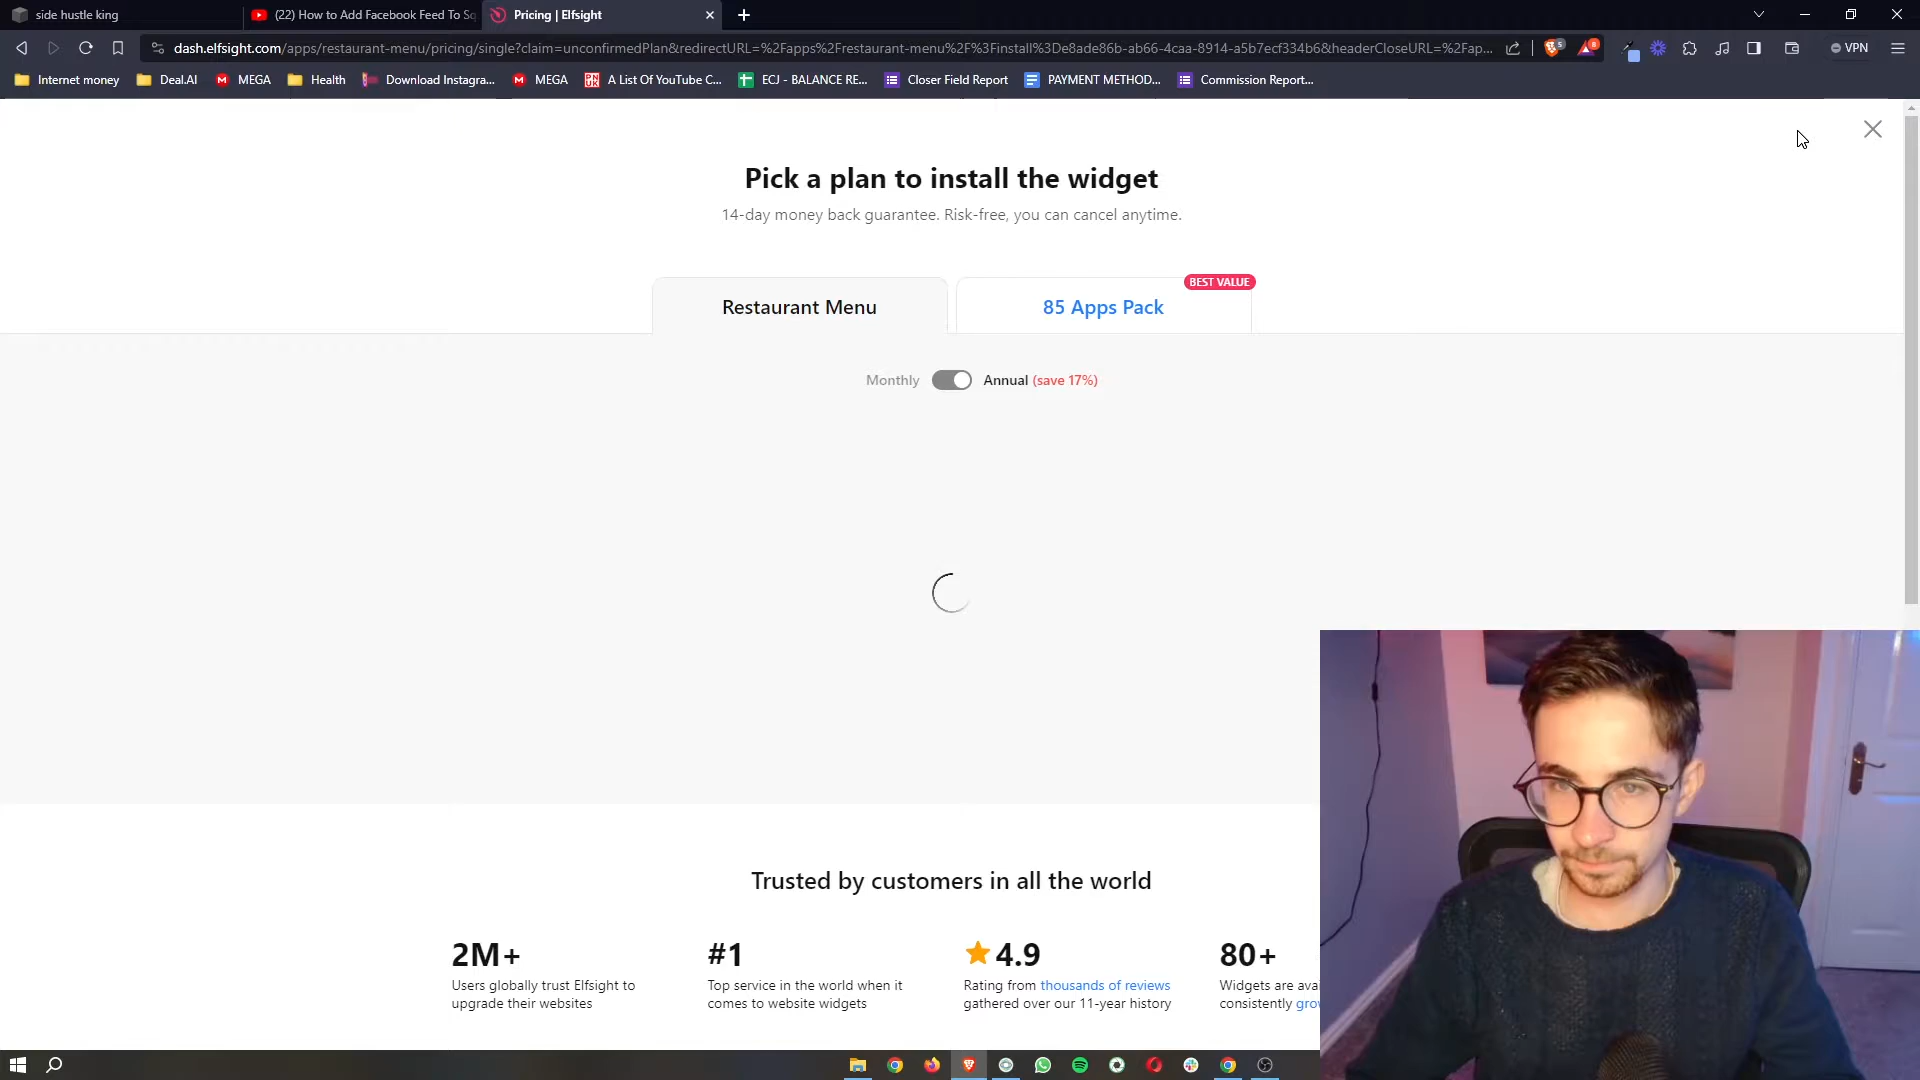 side hustle king
(22) How to Add Facebook Feed To Sq
Pricing | Elfsight
dash.elfsight.com/apps/restaurant-menu/pricing/single?claim=unconfirmedPlan&redirectURL=%2Fapps%2Frestaurant-menu%2F%3Finstall%3De8ade86b-ab66-4caa-8914-a5b7ecf334b6&headerCloseURL=%2Fap...
VPN
Internet money
Deal.AI
MEGA
Health
Download Instagra...
MEGA
A List Of YouTube C...
ECJ - BALANCE RE...
Closer Field Report
PAYMENT METHOD...
Commission Report...
Pick a plan to install the widget
14-day money back guarantee. Risk-free, you can cancel anytime.
BEST VALUE
Restaurant Menu
85 Apps Pack
Monthly
Annual (save 17%)
Trusted by customers in all the world
2M+
Users globally trust Elfsight to
upgrade their websites
#1
Top service in the world when it
comes to website widgets
4.9
Rating from thousands of reviews
gathered over our 11-year history
80+
Widgets are avai
consistently grow